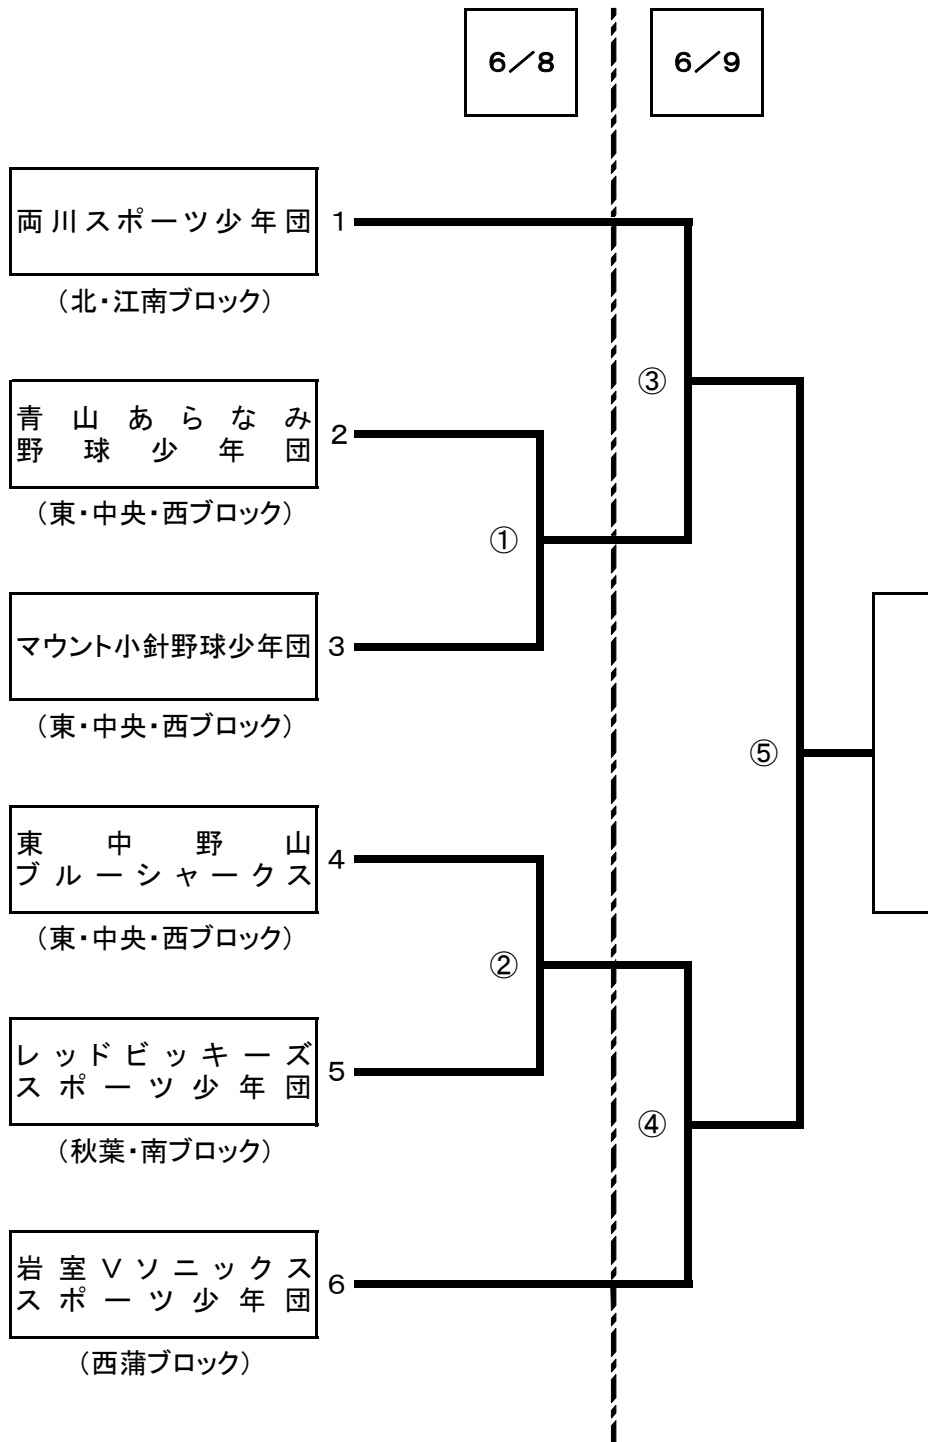 6／8
6／9
両川スポーツ少年団 1
（北・江南ブロック）
③
青山あらなみ
野球少年団
2
（東・中央・西ブロック）
①
マウント小針野球少年団 3
（東・中央・西ブロック）
⑤
東中野山
ブルーシャークス
4
（東・中央・西ブロック）
②
レッドビッキーズ
スポーツ少年団
5
（秋葉・南ブロック）
④
岩室Vソニックス
スポーツ少年団
6
（西蒲ブロック）